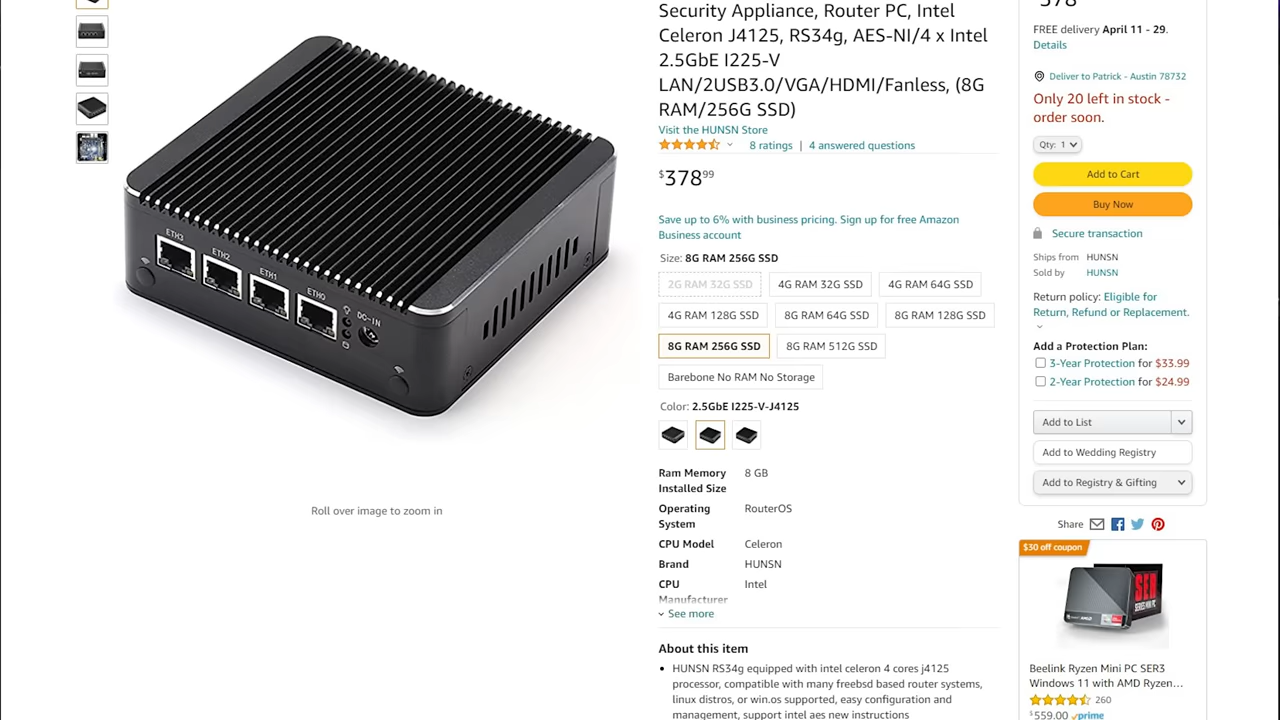 Security Appliance, Router PC, Intel
Celeron J4125, RS34g, AES-NI/4 x Intel
2.5GbE I225-V
LAN/2USB3.0/VGA/HDMI/Fanless, (8G
RAM/256G SSD)
Visit the HUNSN Store
8 ratings | 4 answered questions
$378.99
Save up to 6% with business pricing. Sign up for free Amazon
Business account
Size: 8G RAM 256G SSD
2G RAM 32G SSD
4G RAM 32G SSD
4G RAM 64G SSD
4G RAM 128G SSD
8G RAM 64G SSD
8G RAM 128G SSD
8G RAM 256G SSD
8G RAM 512G SSD
Barebone No RAM No Storage
Color: 2.5GbE I225-V-J4125
Ram Memory
Installed Size
8 GB
Operating
System
RouterOS
CPU Model
Celeron
Brand
HUNSN
CPU
Manufacturer
Intel
See more
About this item
HUNSN RS34g equipped with intel celeron 4 cores j4125
processor, compatible with many freebsd based router systems,
linux distros, or win.os supported, easy configuration and
management, support intel aes new instructions
ETH3
ETH2
ETH1
ETH0
DC-IN
Roll over image to zoom in
378
FREE delivery April 11 - 29.
Details
Deliver to Patrick - Austin 78732
Only 20 left in stock -
order soon.
Qty: 1
Add to Cart
Buy Now
Secure transaction
Ships from HUNSN
Sold by HUNSN
Return policy: Eligible for
Return, Refund or Replacement.
Add a Protection Plan:
3-Year Protection for $33.99
2-Year Protection for $24.99
Add to List
Add to Wedding Registry
Add to Registry & Gifting
Share
$30 off coupon
Beelink Ryzen Mini PC SER3
Windows 11 with AMD Ryzen…
260
$559.00 prime